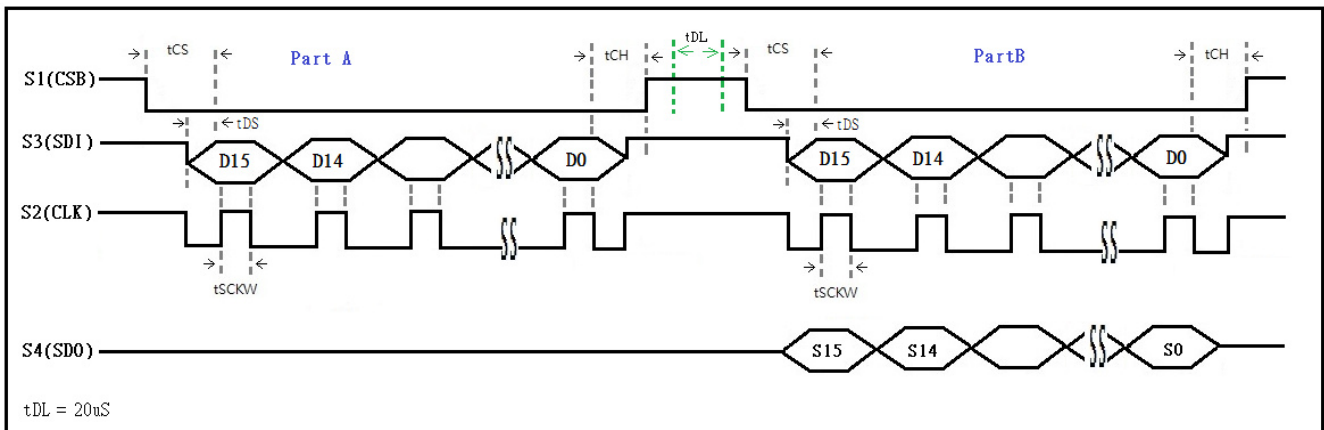 tCS Part A tCH tDL tCS PartB tCH
S1(CSB)
tDS tDS
S3(SDI) D15 D14 D0 D15 D14 D0
S2(CLK)
tSCKW tSCKW
S4(SDO) S15 S14 S0
tDL = 20uS